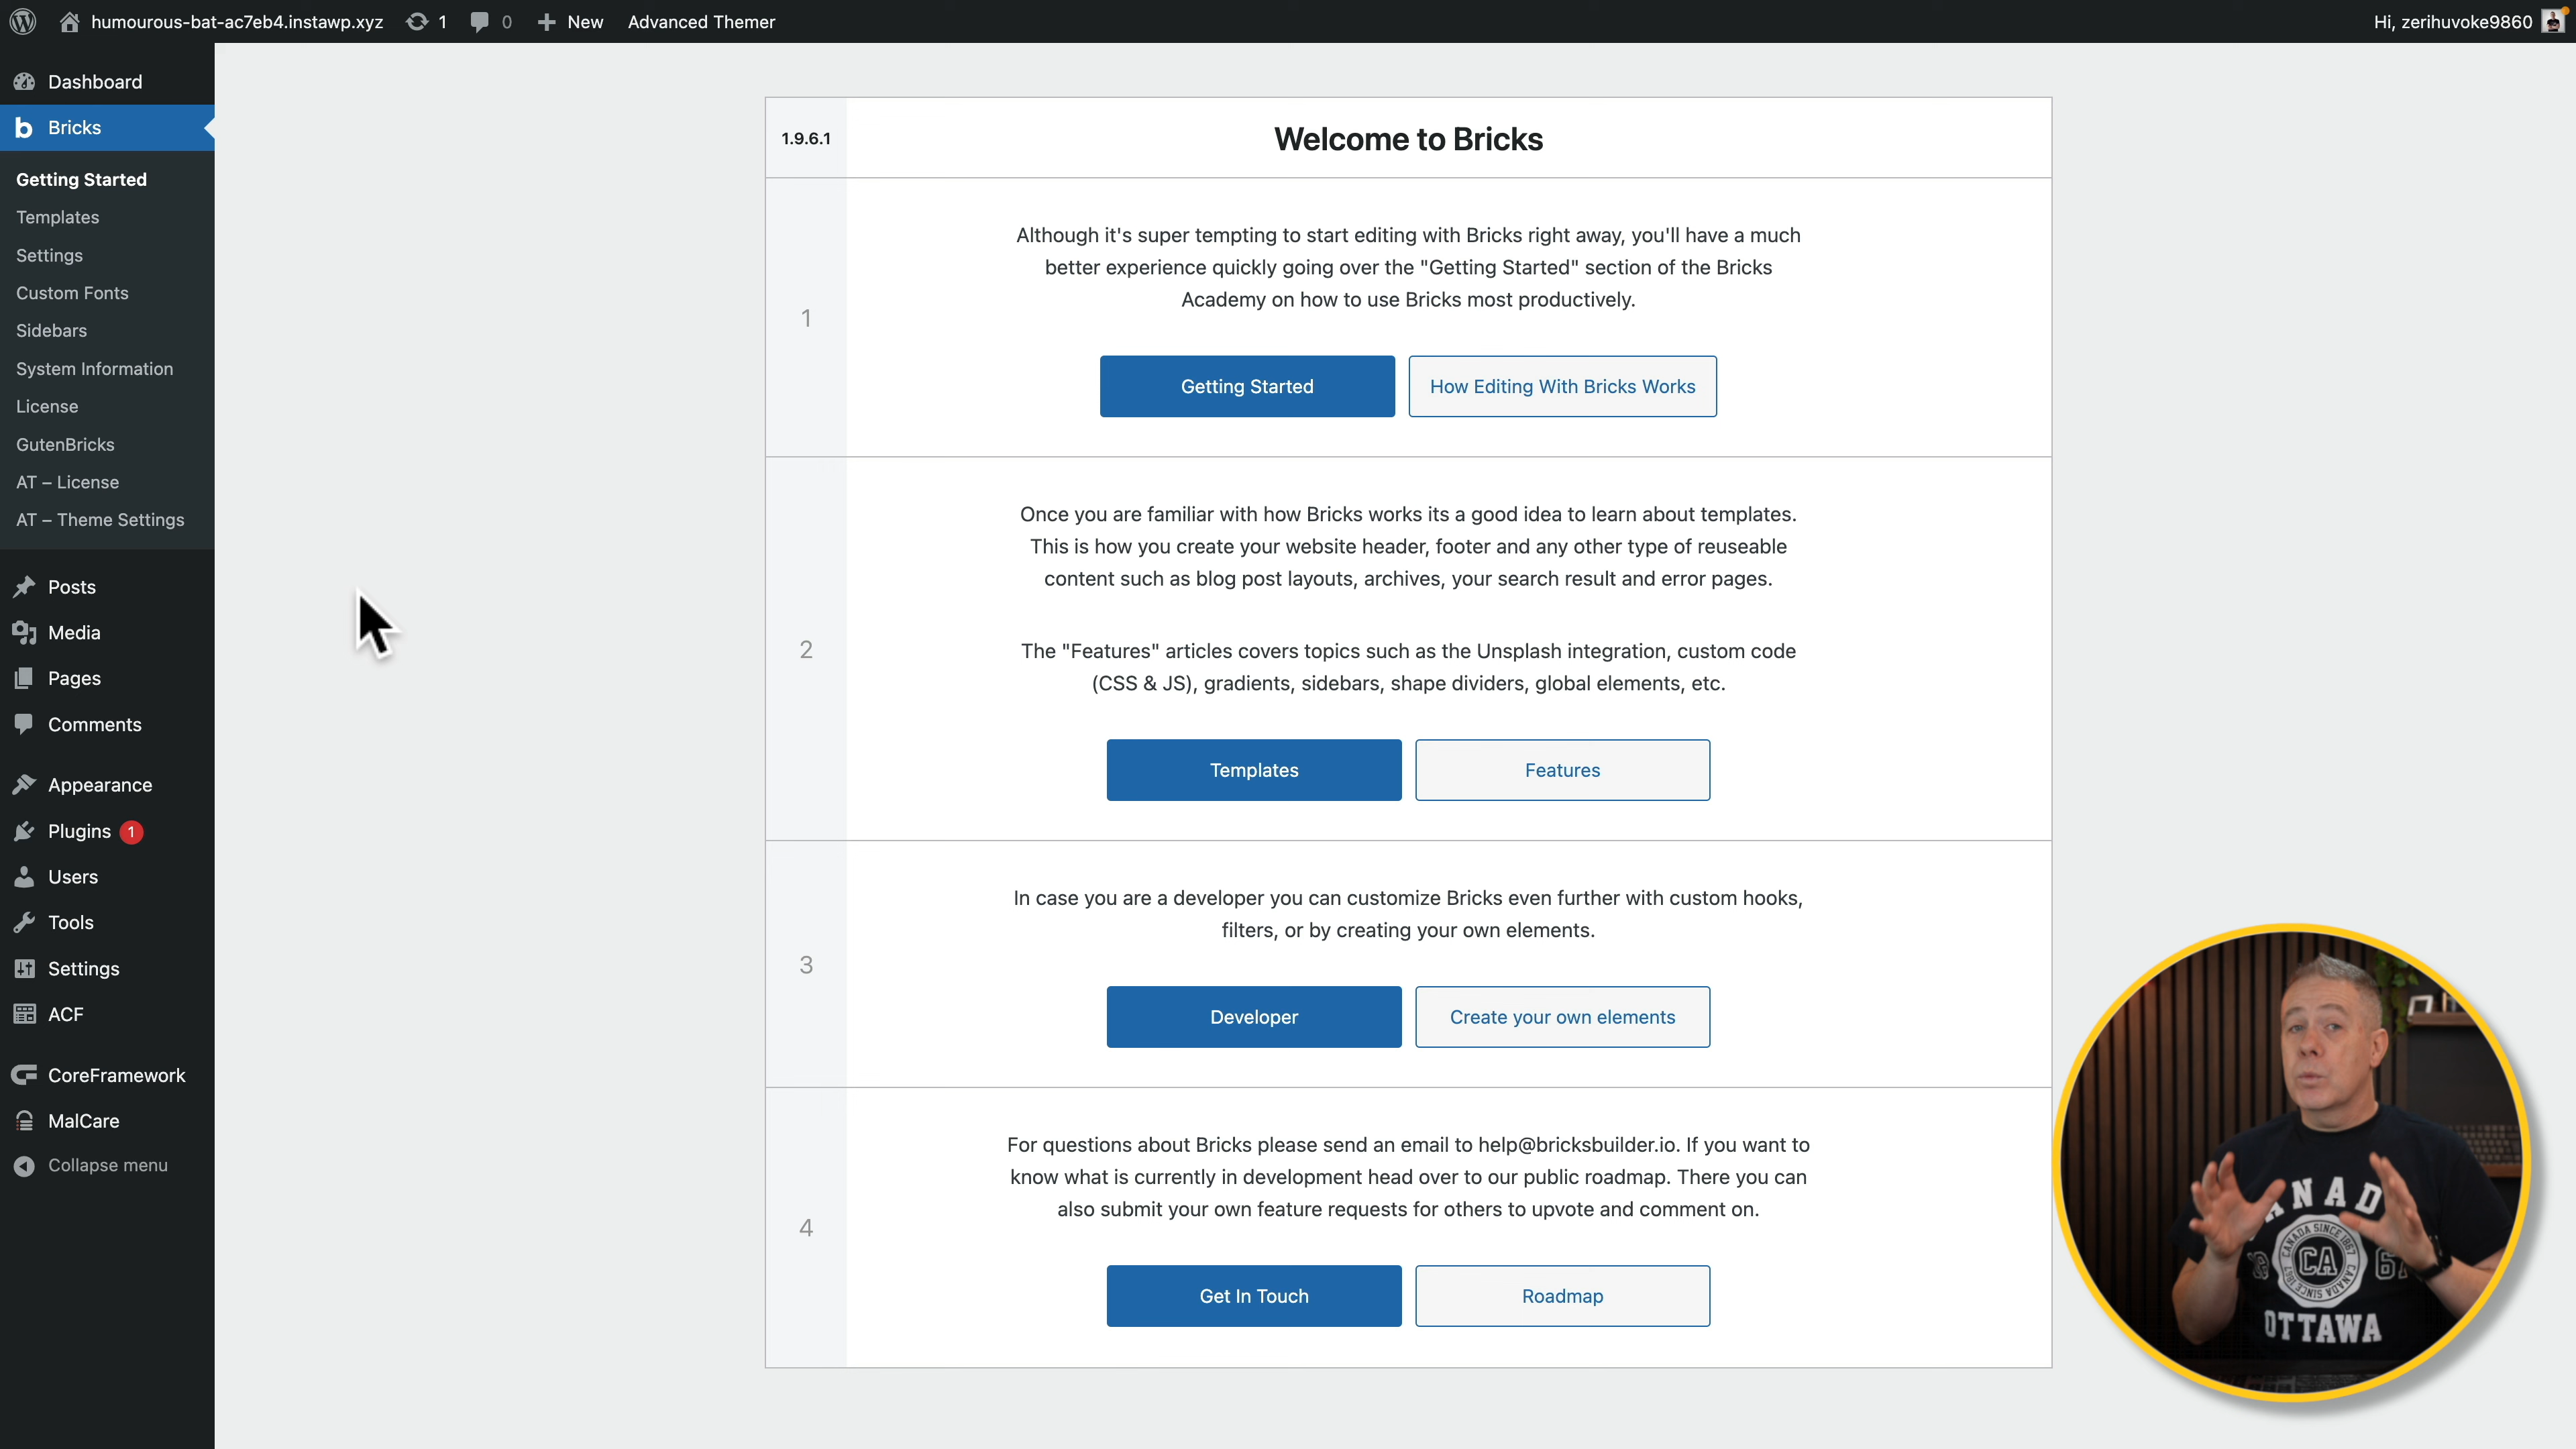 humourous-bat-ac7eb4.instawp.xyz 1 0 New Advanced Themer Hi, zerihuvoke9860
Dashboard
Bricks
Getting Started
Templates
Settings
Custom Fonts
Sidebars
System Information
License
GutenBricks
AT – License
AT – Theme Settings
Posts
Media
Pages
Comments
Appearance
Plugins 1
Users
Tools
Settings
ACF
CoreFramework
MalCare
Collapse menu
1.9.6.1 Welcome to Bricks
1
Although it's super tempting to start editing with Bricks right away, you'll have a much
better experience quickly going over the "Getting Started" section of the Bricks
Academy on how to use Bricks most productively.
Getting Started How Editing With Bricks Works
2
Once you are familiar with how Bricks works its a good idea to learn about templates.
This is how you create your website header, footer and any other type of reuseable
content such as blog post layouts, archives, your search result and error pages.
The "Features" articles covers topics such as the Unsplash integration, custom code
(CSS & JS), gradients, sidebars, shape dividers, global elements, etc.
Templates Features
3
In case you are a developer you can customize Bricks even further with custom hooks,
filters, or by creating your own elements.
Developer Create your own elements
4
For questions about Bricks please send an email to help@bricksbuilder.io. If you want to
know what is currently in development head over to our public roadmap. There you can
also submit your own feature requests for others to upvote and comment on.
Get In Touch Roadmap
CANADA SINCE 1867
CA
OTTAWA